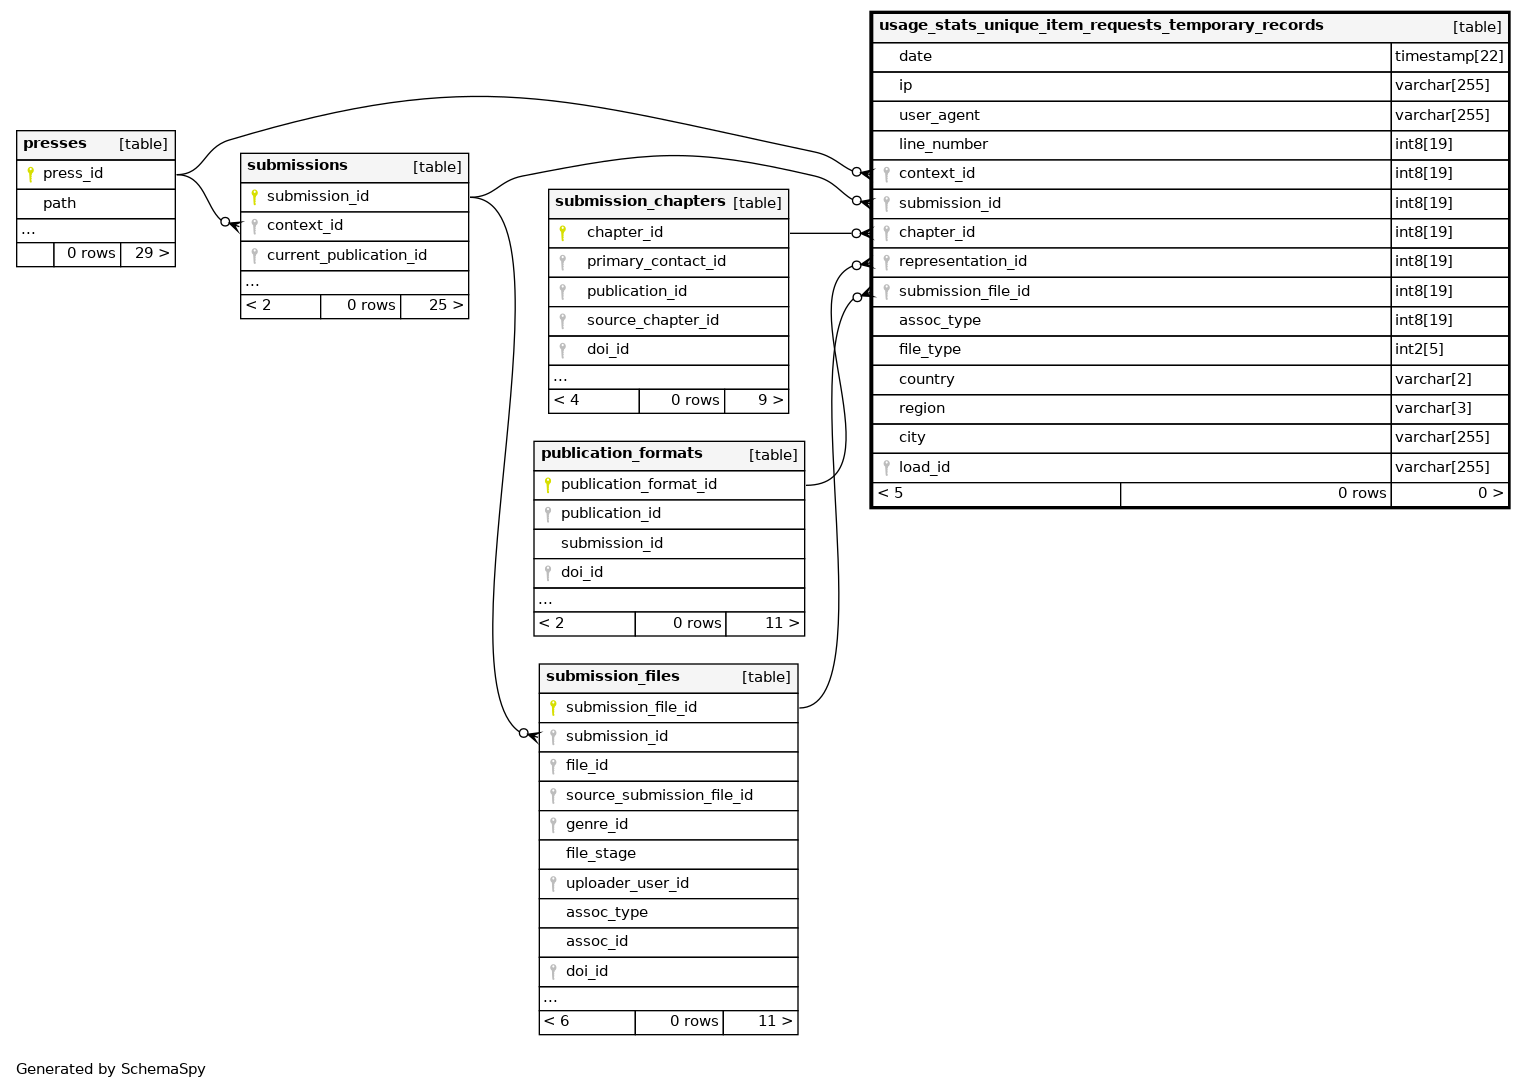 usage_stats_unique_item_requests_temporary_records [table]
date timestamp[22]
ip varchar[255]
user_agent varchar[255]
line_number int8[19]
context_id int8[19]
submission_id int8[19]
chapter_id int8[19]
representation_id int8[19]
submission_file_id int8[19]
assoc_type int8[19]
file_type int2[5]
country varchar[2]
region varchar[3]
city varchar[255]
load_id varchar[255]
< 5 0 rows 0 >
presses [table]
press_id
path
...
0 rows 29 >
submissions [table]
submission_id
context_id
current_publication_id
...
< 2 0 rows 25 >
submission_chapters [table]
chapter_id
primary_contact_id
publication_id
source_chapter_id
doi_id
...
< 4 0 rows 9 >
publication_formats [table]
publication_format_id
publication_id
submission_id
doi_id
...
< 2 0 rows 11 >
submission_files [table]
submission_file_id
submission_id
file_id
source_submission_file_id
genre_id
file_stage
uploader_user_id
assoc_type
assoc_id
doi_id
...
< 6 0 rows 11 >
Generated by SchemaSpy